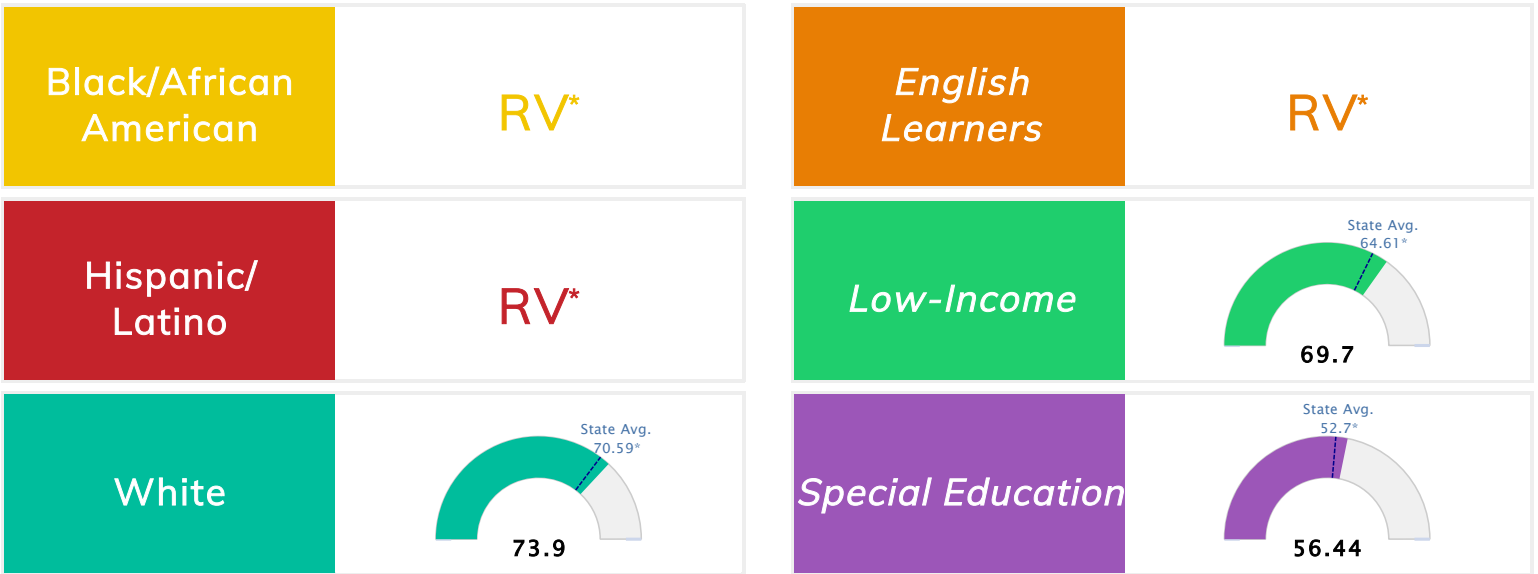 Black/African
American
RV*
English
Learners
RV*
Hispanic/
Latino
RV*
Low-Income
State Avg.
64.61*
69.7
White
State Avg.
70.59*
73.9
Special Education
State Avg.
52.7*
56.44